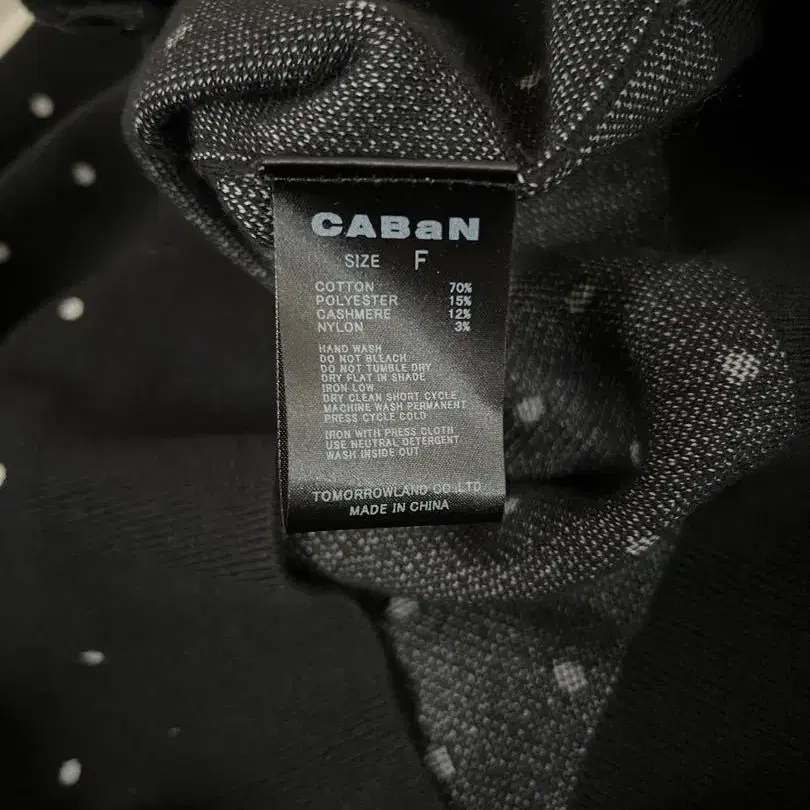 CABaN
SIZE F
COTTON 70%
POLYESTER 15%
CASHMERE 12%
NYLON 3%
HAND WASH
DO NOT BLEACH
DO NOT TUMBLE DRY
DRY FLAT IN SHADE
IRON LOW
DRY CLEAN SHORT CYCLE
MACHINE WASH PERMANENT
PRESS CYCLE COLD
IRON WITH PRESS CLOTH
USE NEUTRAL DETERGENT
WASH INSIDE OUT
TOMORROWLAND CO.,LTD.
MADE IN CHINA